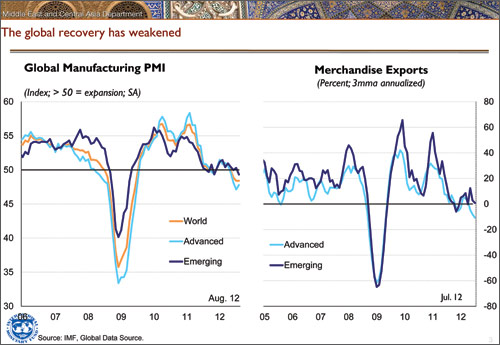 Middle East and Central Asia Department
The global recovery has weakened
Global Manufacturing PMI
(Index; > 50 = expansion; SA)
60
55
50
45
40
35
30
World
Advanced
Emerging
Aug. 12
06 07 08 09 10 11 12
Merchandise Exports
(Percent; 3mma annualized)
80
60
40
20
0
-20
-40
-60
-80
Advanced
Emerging
Jul. 12
05 06 07 08 09 10 11 12
Source: IMF, Global Data Source.